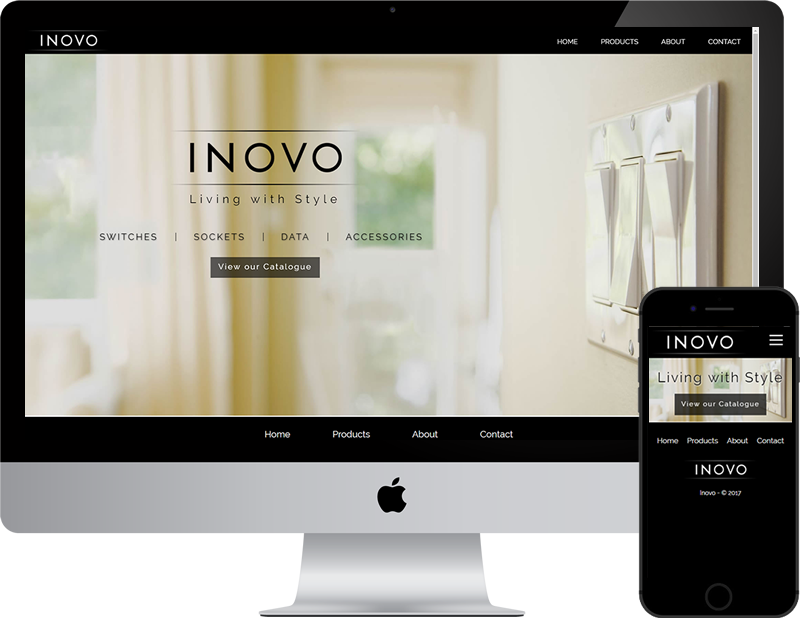 INOVO
HOME PRODUCTS ABOUT CONTACT
INOVO
Living with Style
SWITCHES | SOCKETS | DATA | ACCESSORIES
View our Catalogue
Home Products About Contact
INOVO
Living with Style
View our Catalogue
Home Products About Contact
INOVO
Inovo - © 2017